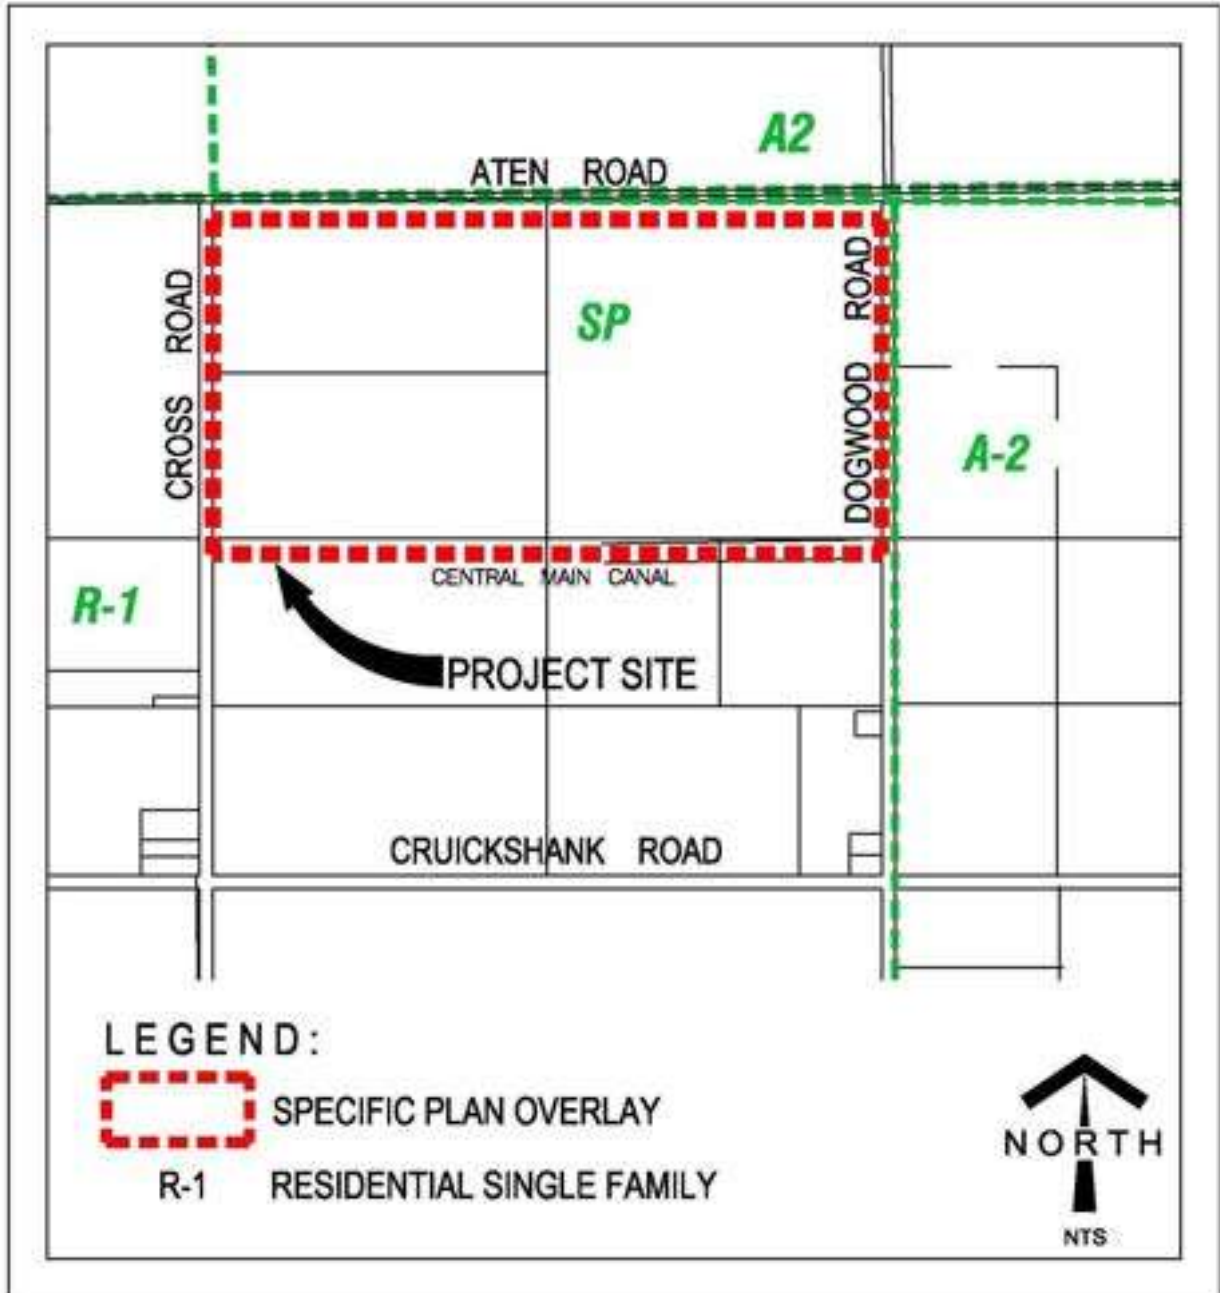 A2
ATEN ROAD
CROSS ROAD
SP
DOGWOOD ROAD
A-2
CENTRAL MAIN CANAL
R-1
PROJECT SITE
CRUICKSHANK ROAD
LEGEND:
SPECIFIC PLAN OVERLAY
R-1 RESIDENTIAL SINGLE FAMILY
NORTH
NTS